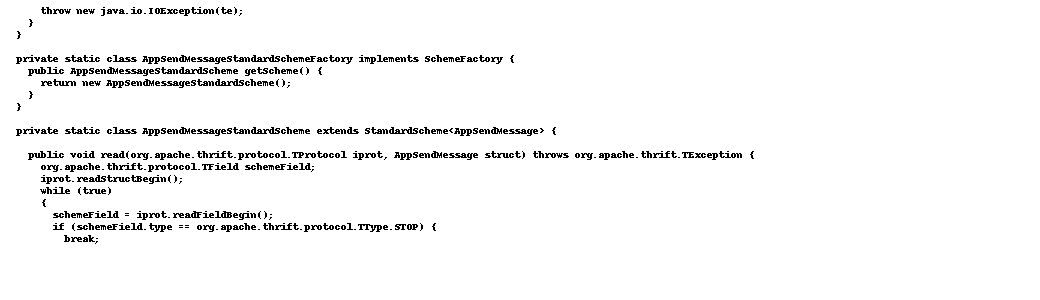 throw new java.io.IOException(te);
}
}
private static class AppSendMessageStandardSchemeFactory implements SchemeFactory {
public AppSendMessageStandardScheme getScheme() {
return new AppSendMessageStandardScheme();
}
}
private static class AppSendMessageStandardScheme extends StandardScheme<AppSendMessage> {
public void read(org.apache.thrift.protocol.TProtocol iprot, AppSendMessage struct) throws org.apache.thrift.TException {
org.apache.thrift.protocol.TField schemeField;
iprot.readStructBegin();
while (true)
{
schemeField = iprot.readFieldBegin();
if (schemeField.type == org.apache.thrift.protocol.TType.STOP) {
break;